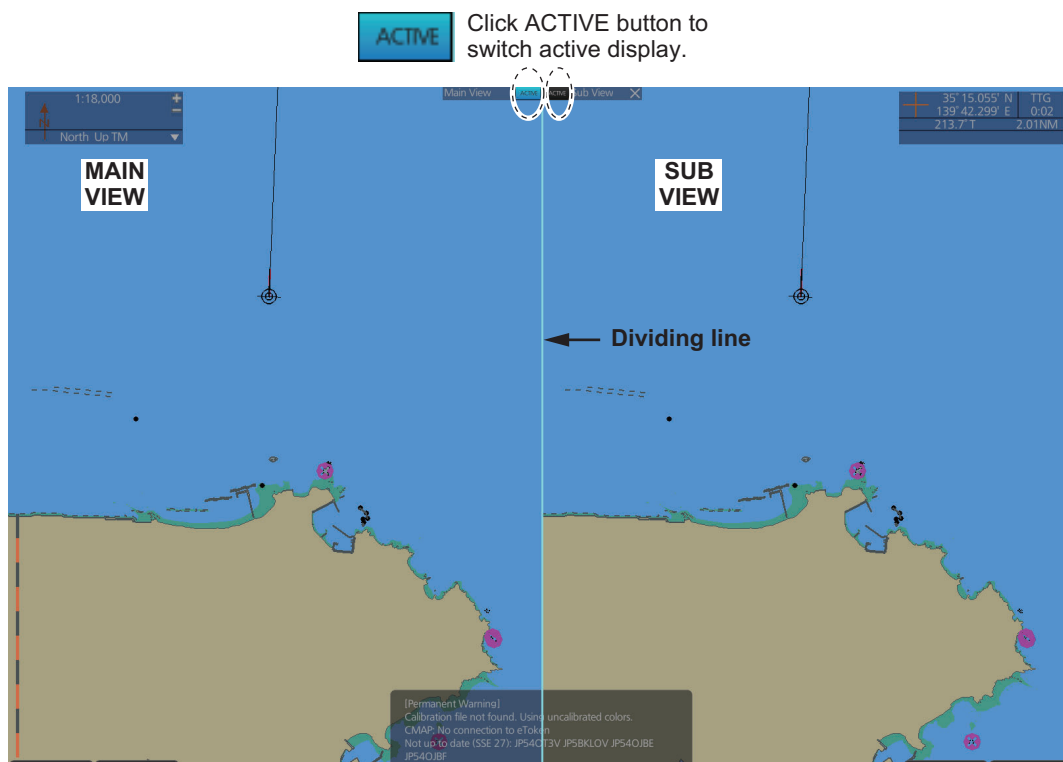 ACTIVE
Click ACTIVE button to
switch active display.
Main View ACTIVE ACTIVE Sub View
1:18,000
North Up TM
35° 15.055' N TTG
139° 42.299' E 0:02
213.7° T 2.01NM
MAIN
VIEW
SUB
VIEW
Dividing line
[Permanent Warning]
Calibration file not found. Using uncalibrated colors.
CMAP: No connection to eToken
Not up to date (SSE 27): JP54OT3V JP5BKLOV JP54OJBE
JP54OJBF